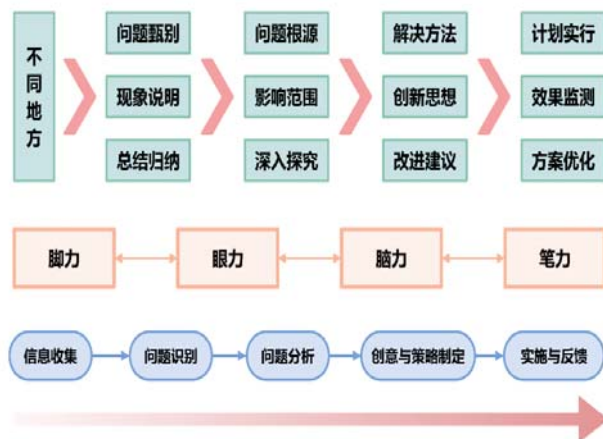 不同地方
问题甄别
问题根源
解决方法
计划实行
现象说明
影响范围
创新思想
效果监测
总结归纳
深入探究
改进建议
方案优化
脚力
眼力
脑力
笔力
信息收集
问题识别
问题分析
创意与策略制定
实施与反馈